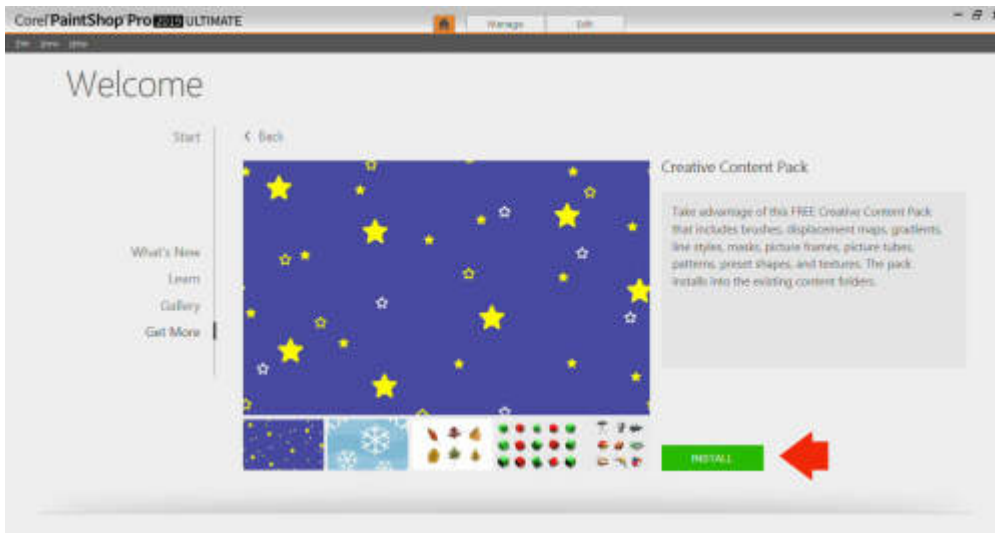 Corel PaintShop Pro 2019 ULTIMATE
Manage
Edit
Welcome
Start
Back
Creative Content Pack
Take advantage of this FREE Creative Content Pack
that includes brushes, displacement maps, gradients,
line styles, masks, picture frames, picture tubes,
patterns, preset shapes, and textures. The pack
installs into the existing content folders.
What's New
Learn
Gallery
Get More
INSTALL